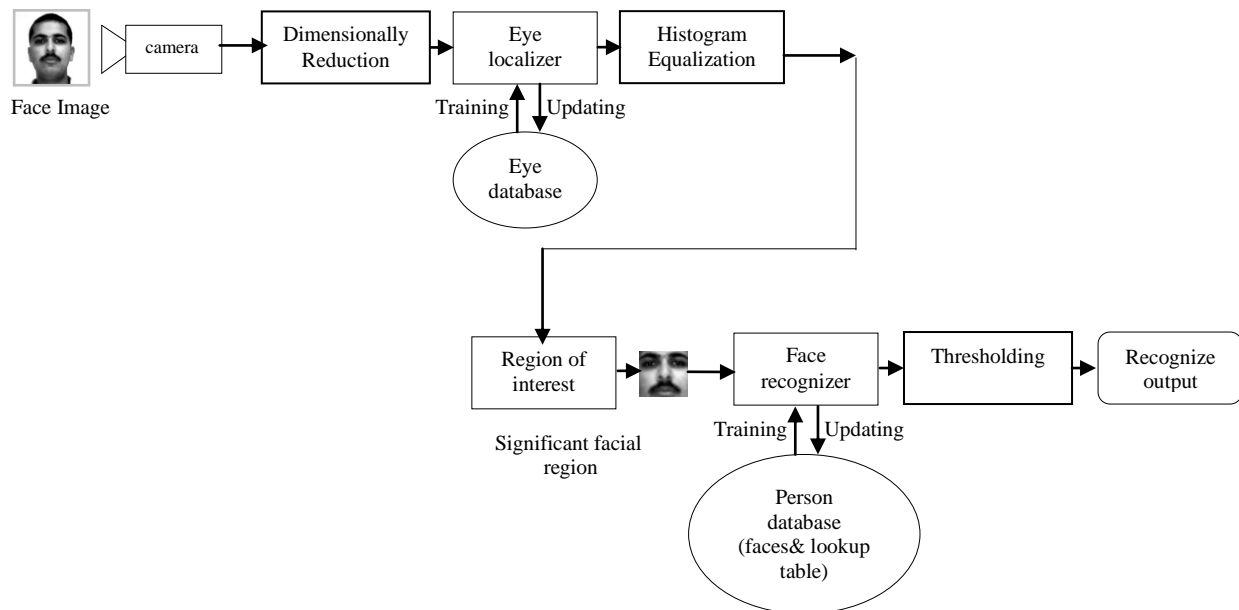 Face Image
camera
Dimensionally
Reduction
Eye
localizer
Histogram
Equalization
Training
Updating
Eye
database
Region of
interest
Significant facial
region
Face
recognizer
Thresholding
Recognize
output
Training
Updating
Person
database
(faces& lookup
table)